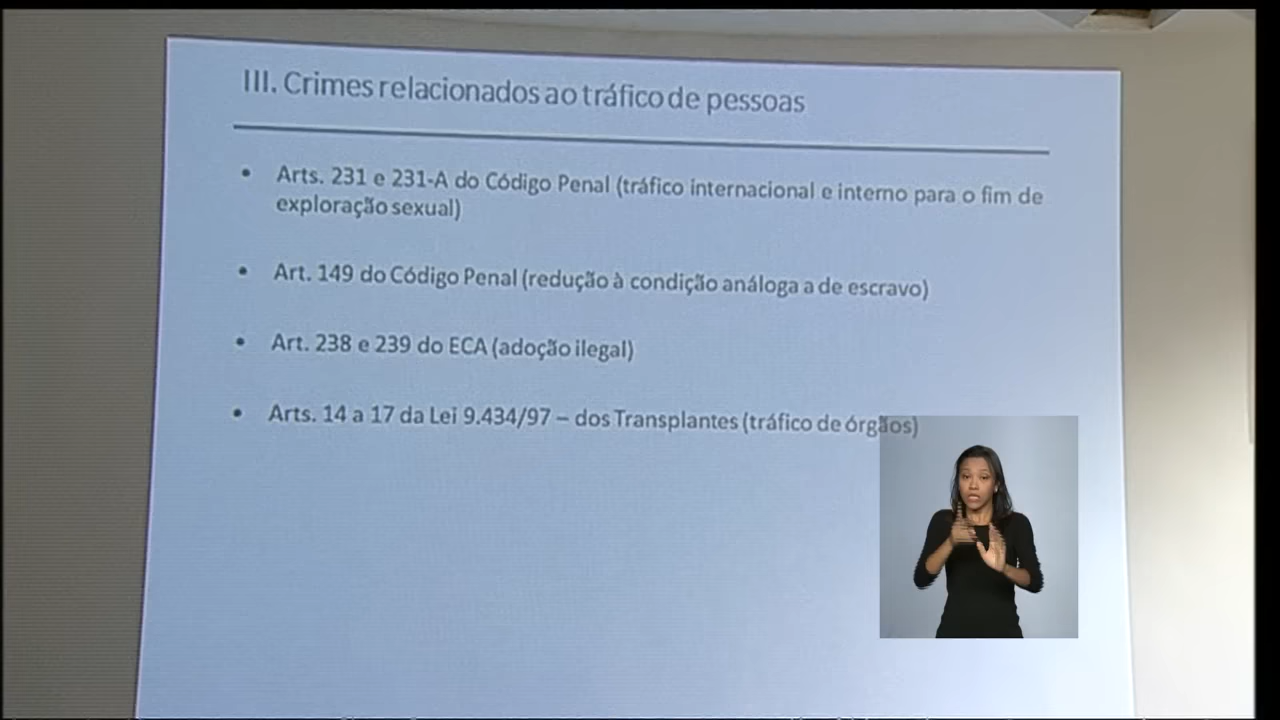 III. Crimes relacionados ao tráfico de pessoas
• Arts. 231 e 231-A do Código Penal (tráfico internacional e interno para o fim de
exploração sexual)
• Art. 149 do Código Penal (redução à condição análoga a de escravo)
• Art. 238 e 239 do ECA (adoção ilegal)
• Arts. 14 a 17 da Lei 9.434/97 – dos Transplantes (tráfico de órgãos)